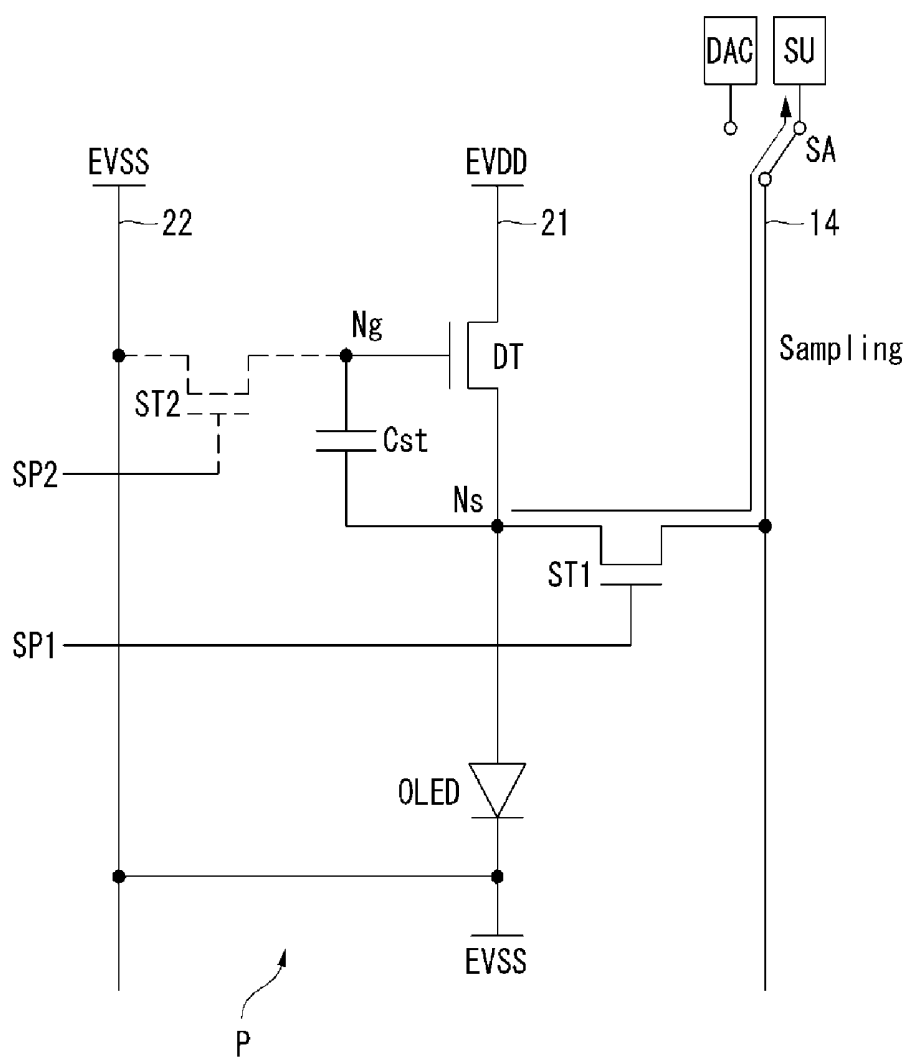 DAC SU
SA
EVSS EVDD
22 21 14
Ng
DT
Sampling
ST2
Cst
SP2
Ns
ST1
SP1
OLED
EVSS
P